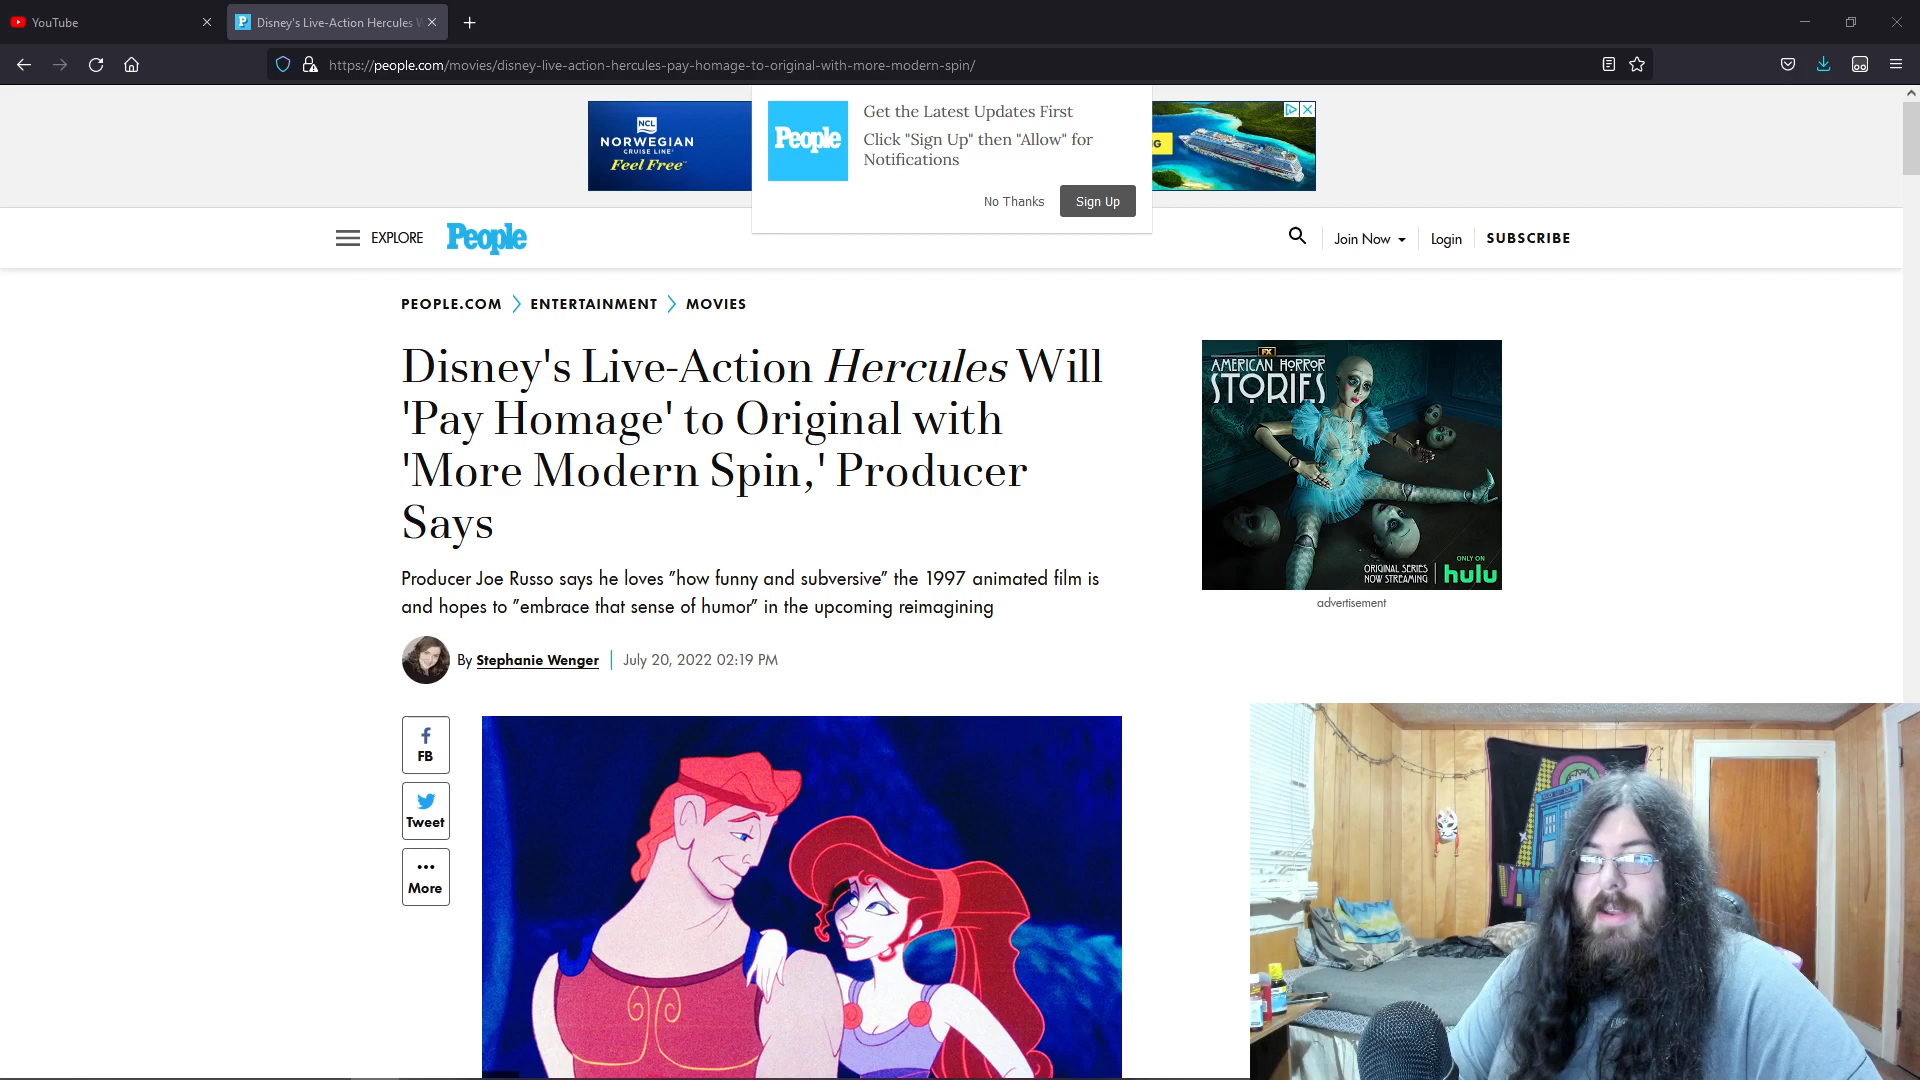 YouTube
Disney's Live-Action Hercules
https://people.com/movies/disney-live-action-hercules-pay-homage-to-original-with-more-modern-spin/
NCL
NORWEGIAN
CRUISE LINE
Feel Free
People
Get the Latest Updates First
Click "Sign Up" then "Allow" for
Notifications
No Thanks
Sign Up
G
EXPLORE
People
Join Now
Login
SUBSCRIBE
PEOPLE.COM
ENTERTAINMENT
MOVIES
Disney's Live-Action Hercules Will
'Pay Homage' to Original with
'More Modern Spin,' Producer
Says
Producer Joe Russo says he loves "how funny and subversive" the 1997 animated film is
and hopes to "embrace that sense of humor" in the upcoming reimagining
By Stephanie Wenger
July 20, 2022 02:19 PM
FX
AMERICAN HORROR
STORIES
ORIGINAL SERIES
NOW STREAMING
ONLY ON
hulu
advertisement
FB
Tweet
More